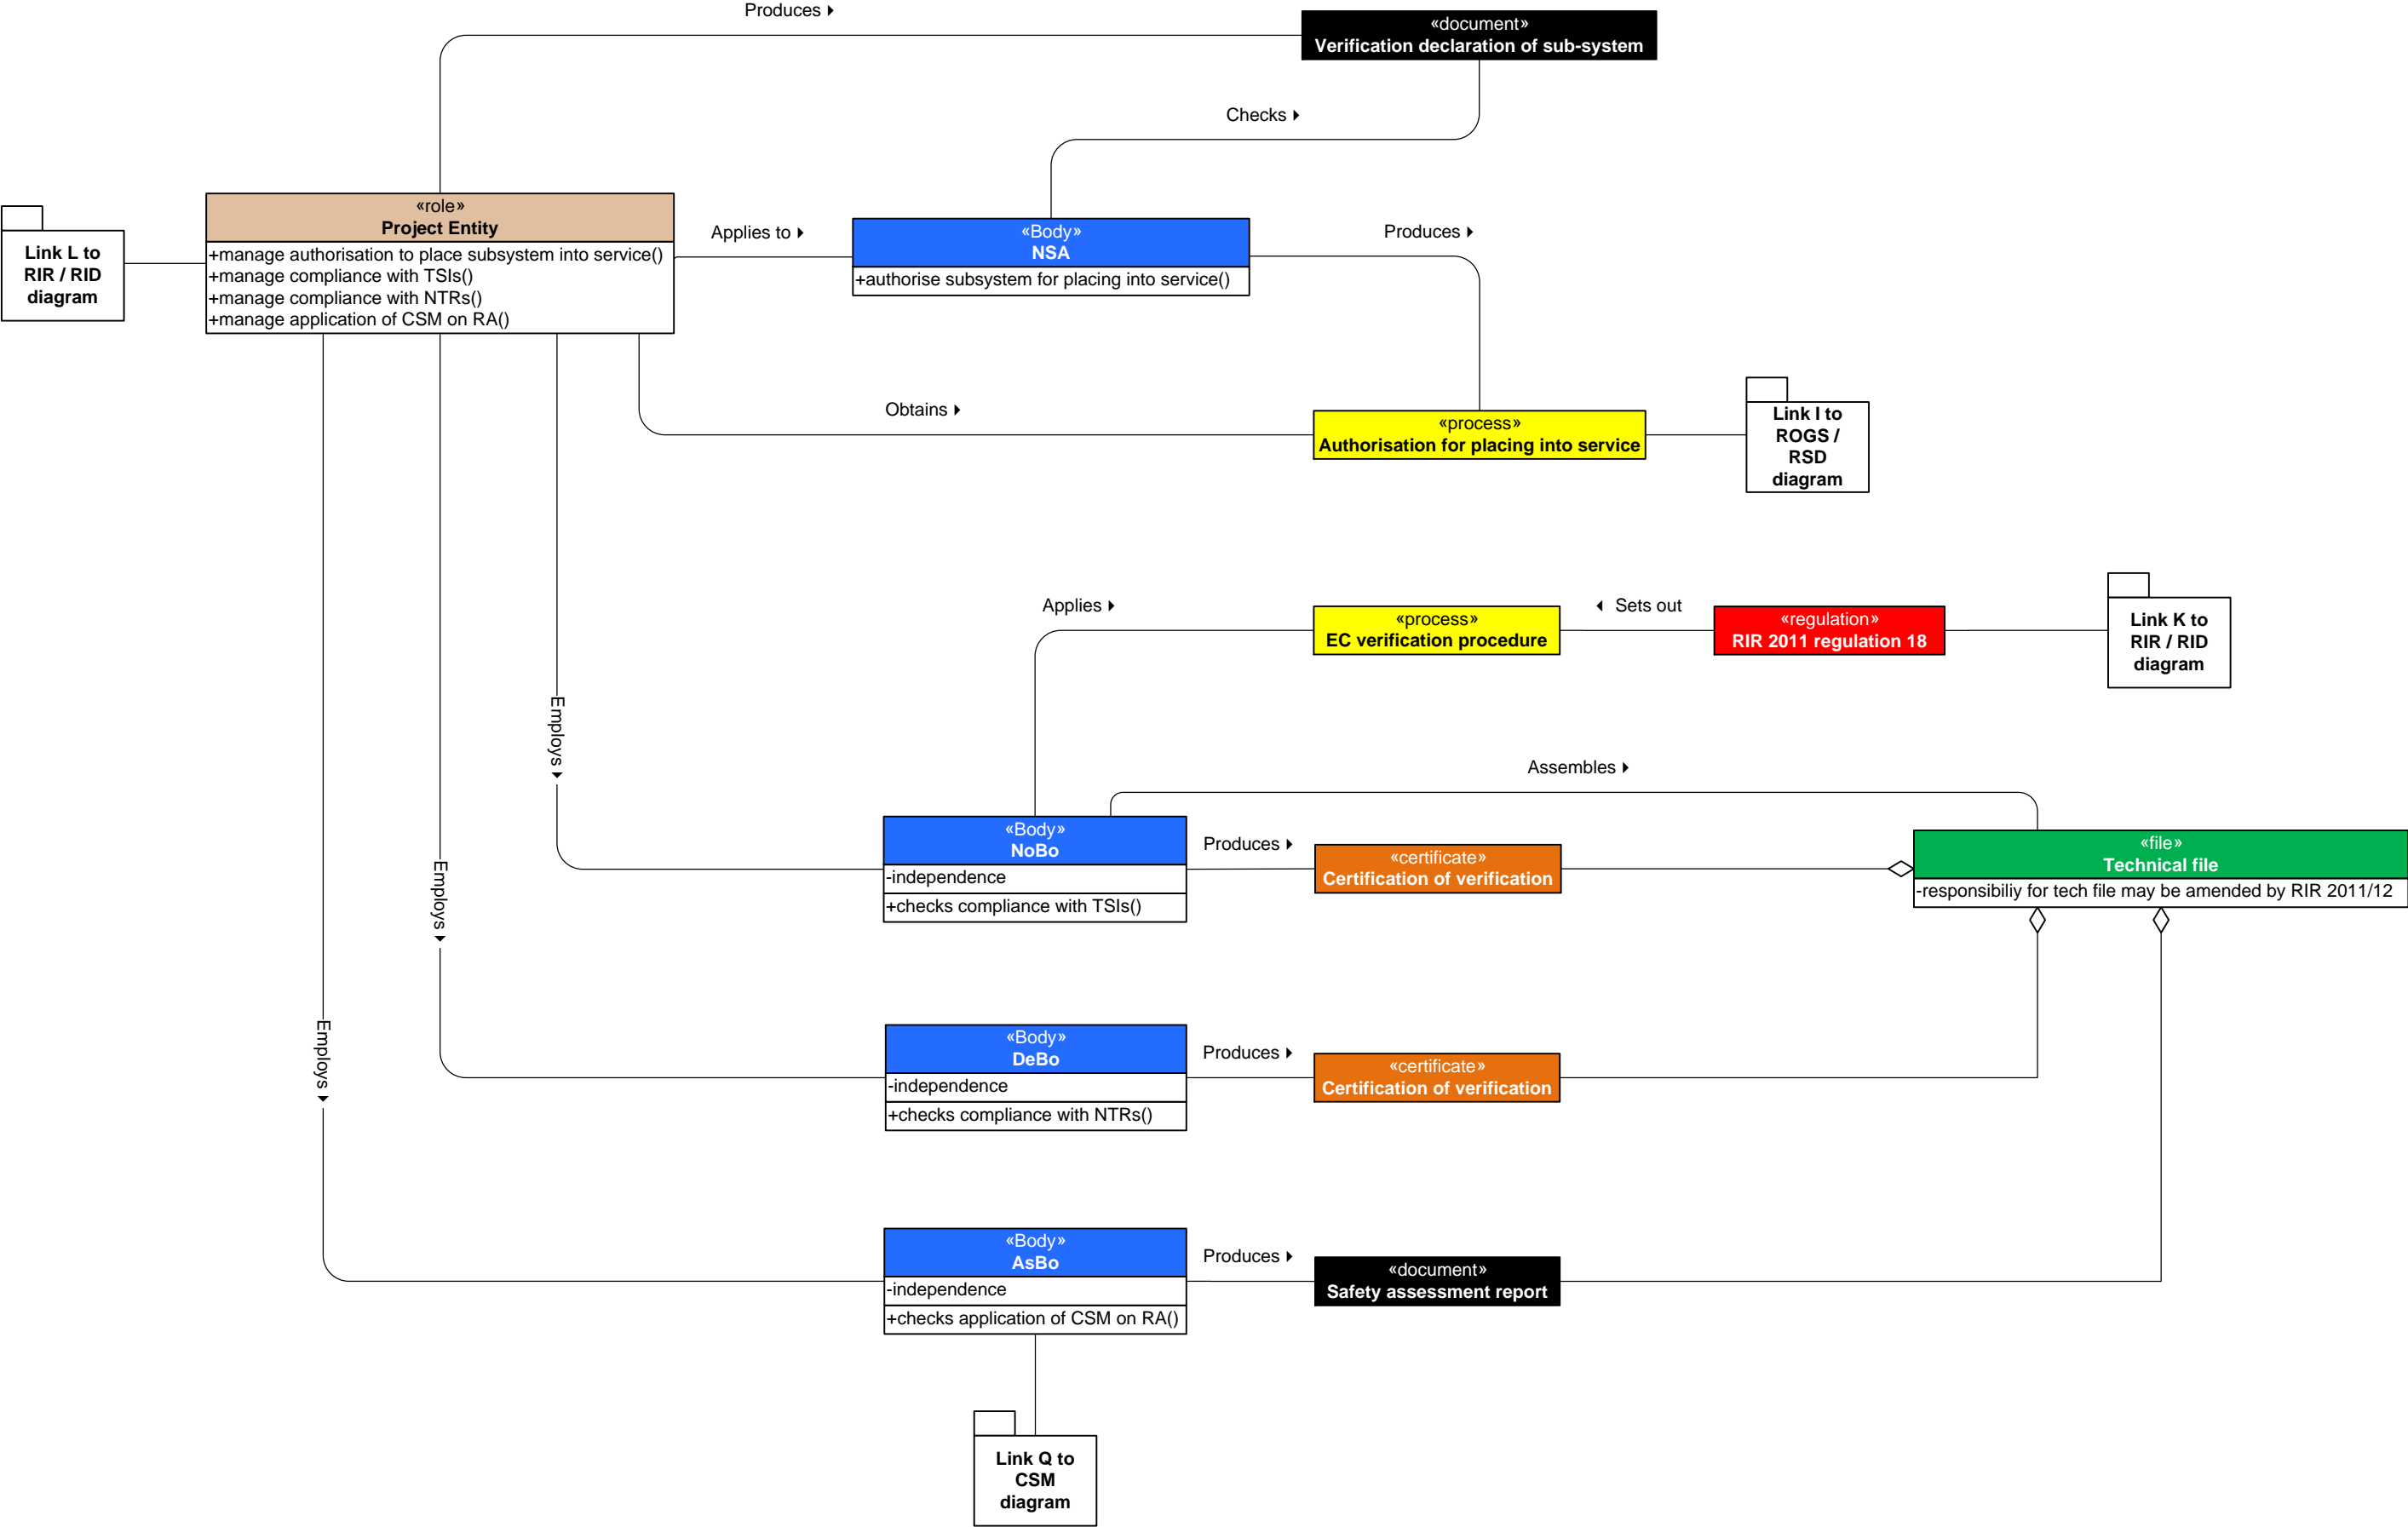 Produces
«document»
Verification declaration of sub-system
Checks
«role»
Project Entity
+manage authorisation to place subsystem into service()
+manage compliance with TSIs()
+manage compliance with NTRs()
+manage application of CSM on RA()
Link L to
RIR / RID
diagram
Applies to
«Body»
NSA
+authorise subsystem for placing into service()
Produces
Obtains
«process»
Authorisation for placing into service
Link I to
ROGS /
RSD
diagram
Applies
«process»
EC verification procedure
Sets out
«regulation»
RIR 2011 regulation 18
Link K to
RIR / RID
diagram
Employs
Assembles
«Body»
NoBo
-independence
+checks compliance with TSIs()
Produces
«certificate»
Certification of verification
«file»
Technical file
-responsibiliy for tech file may be amended by RIR 2011/12
Employs
«Body»
DeBo
-independence
+checks compliance with NTRs()
Produces
«certificate»
Certification of verification
Employs
«Body»
AsBo
-independence
+checks application of CSM on RA()
Produces
«document»
Safety assessment report
Link Q to
CSM
diagram